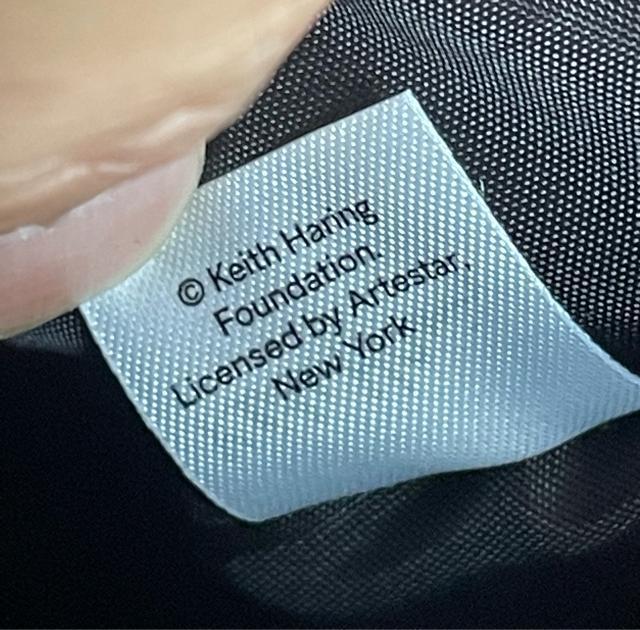 © Keith Haring
Foundation.
Licensed by Artestar,
New York